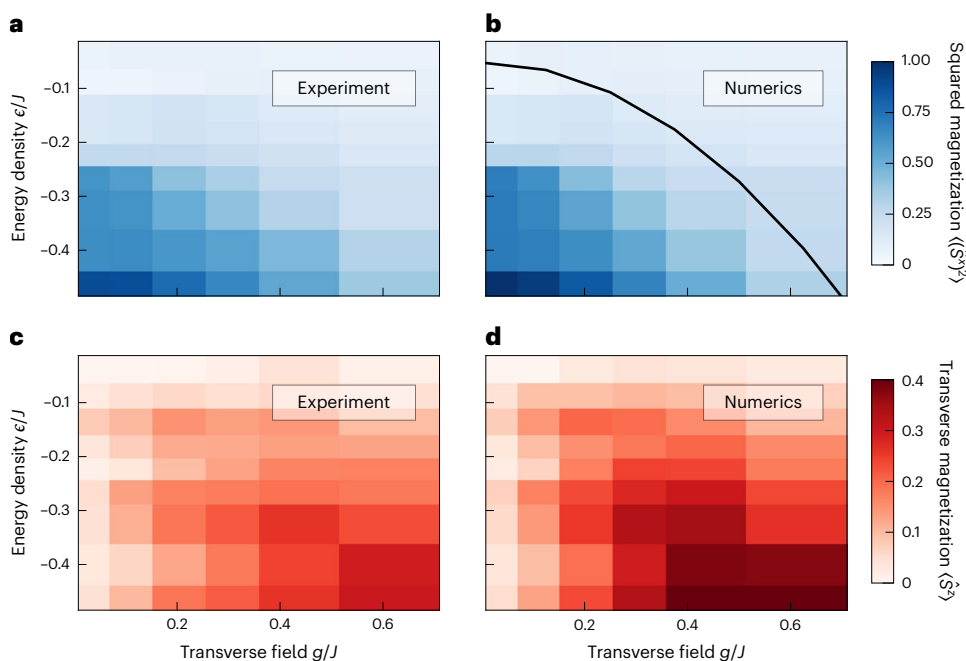 a
b
Experiment
Numerics
Energy density ϵ/J
−0.1
−0.2
−0.3
−0.4
1.00
0.75
0.50
0.25
0
Squared magnetization ⟨(Ŝˣ)²⟩
c
d
Experiment
Numerics
Energy density ϵ/J
−0.1
−0.2
−0.3
−0.4
0.2
0.4
0.6
Transverse field g/J
0.2
0.4
0.6
Transverse field g/J
0.4
0.3
0.2
0.1
0
Transverse magnetization ⟨Ŝᶻ⟩